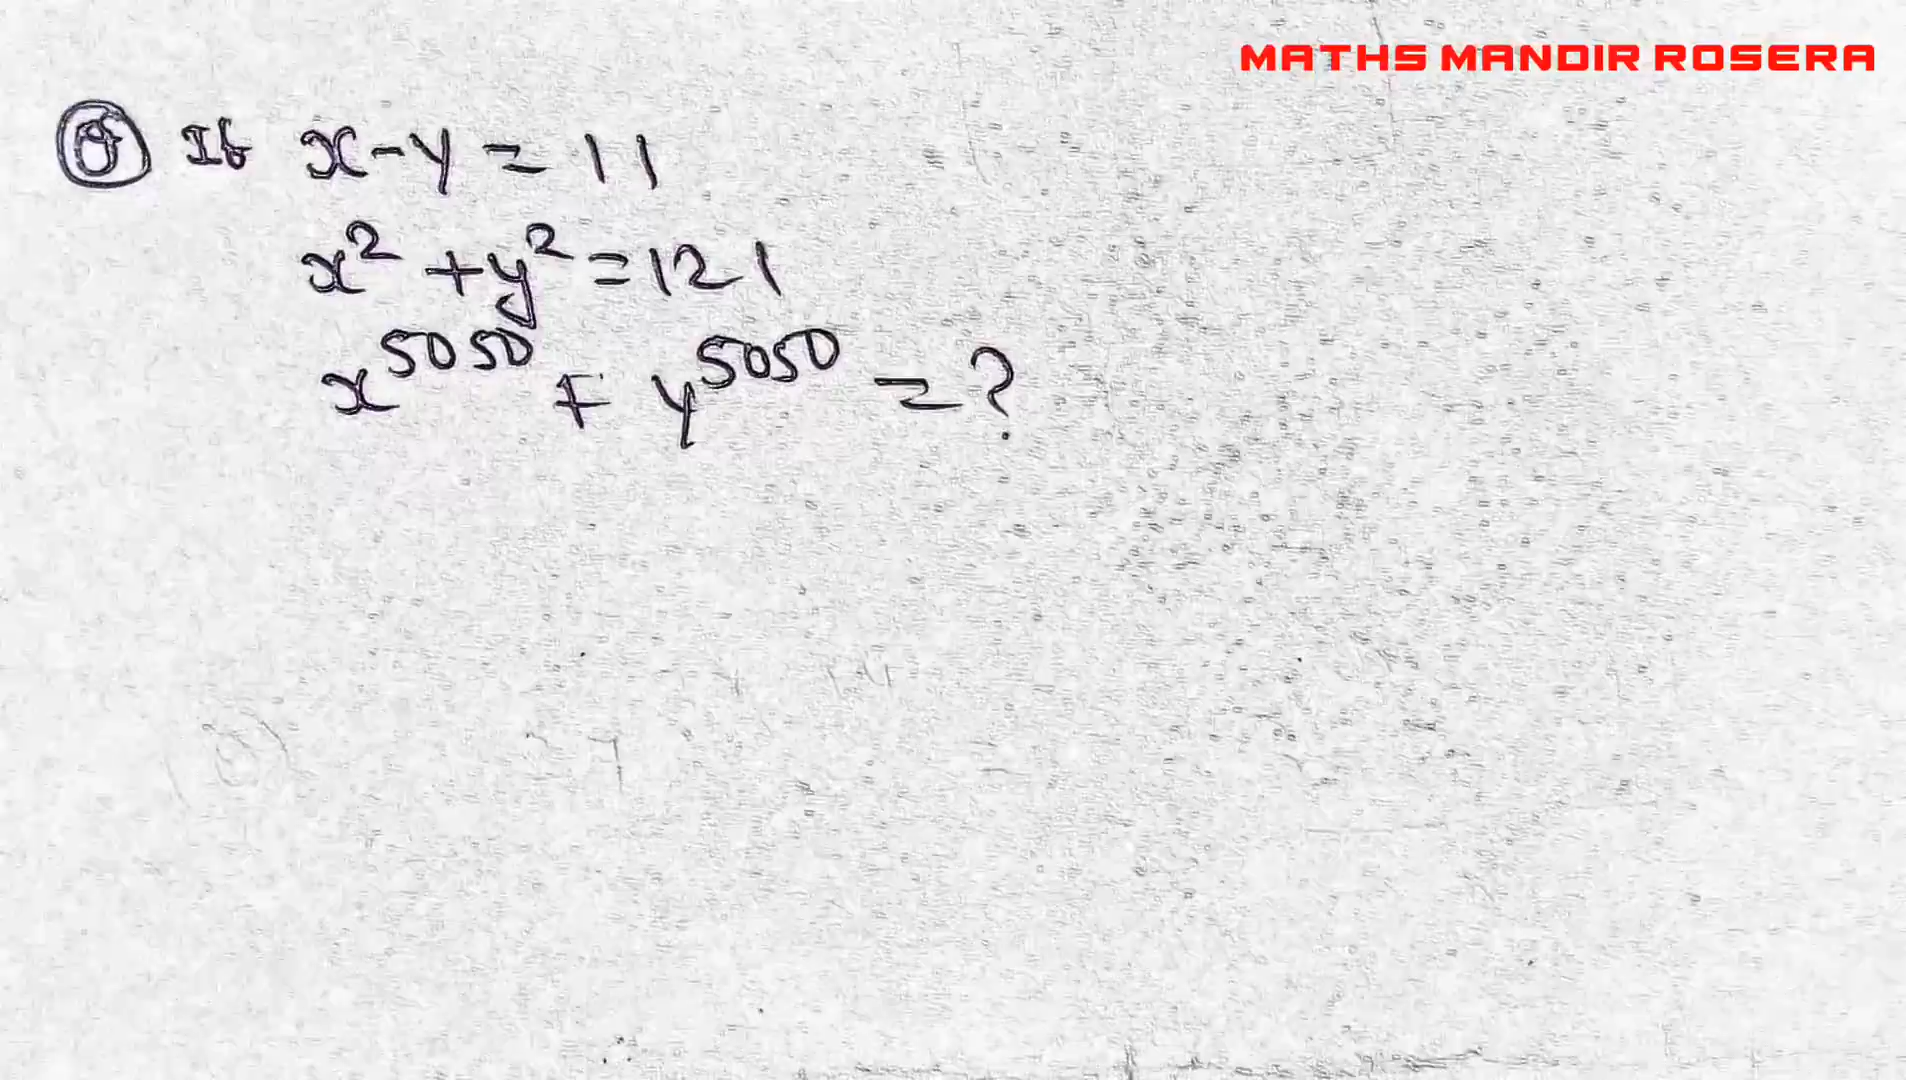 MATHS MANDIR ROSERA
Q If x-y = 11
x² + y² = 121
x⁵⁰⁵⁰ + y⁵⁰⁵⁰ = ?